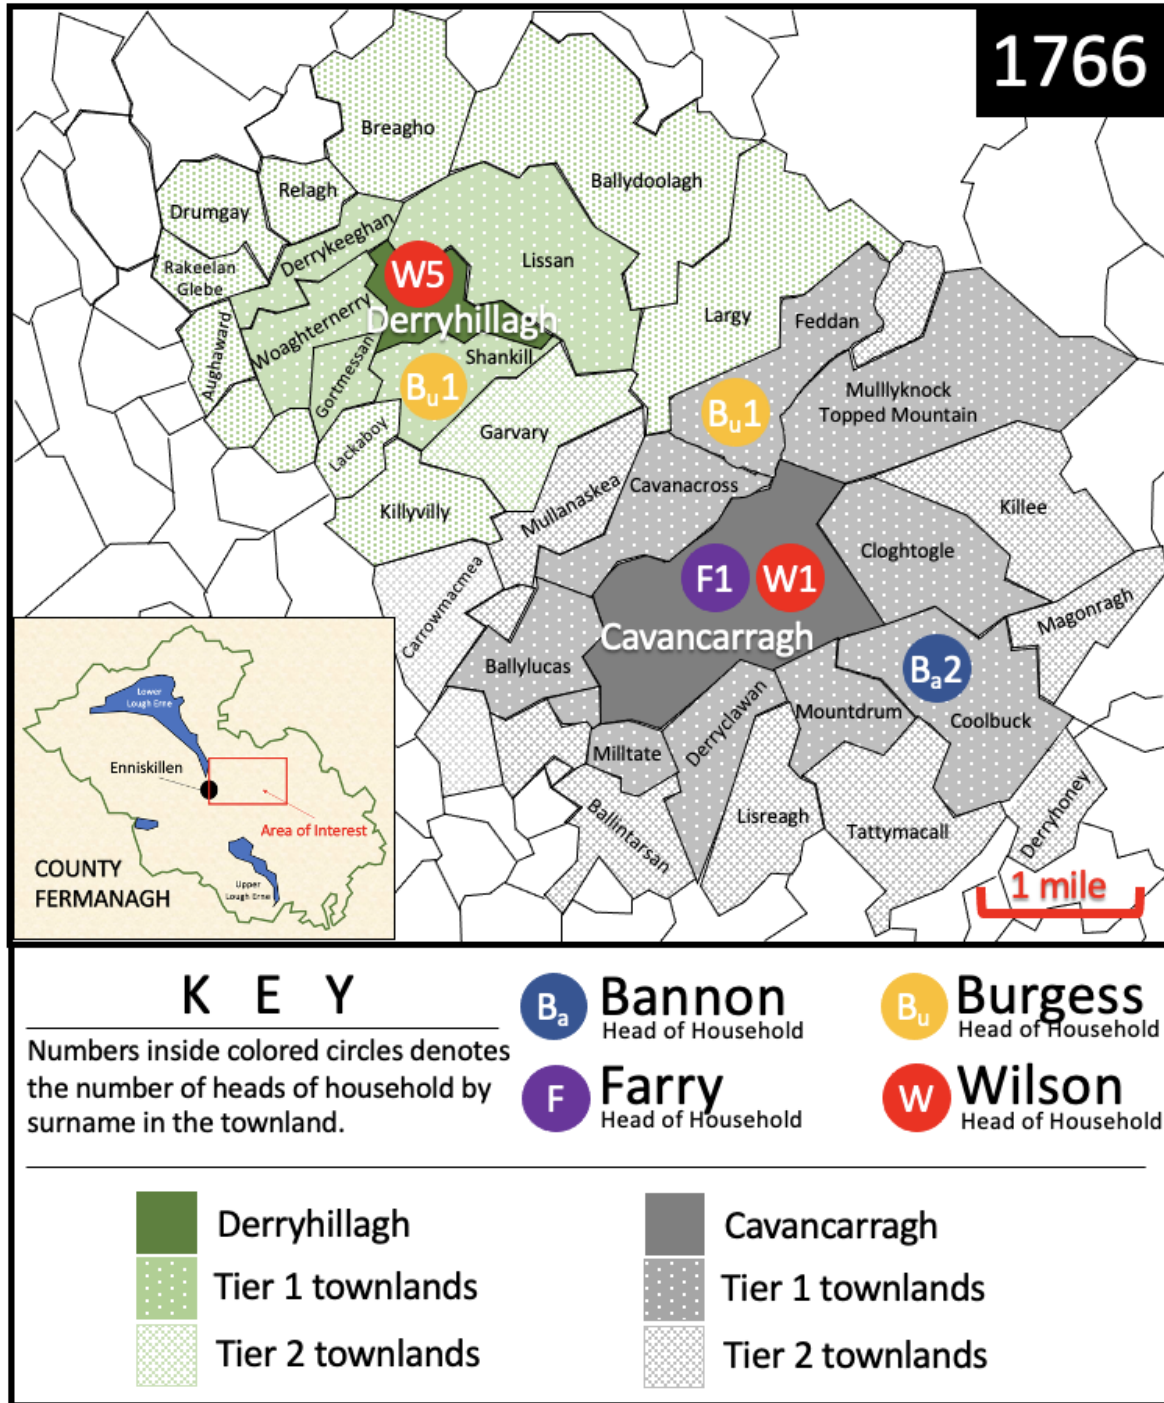 1766
Breagho
Relagh
Ballydoolagh
Drumgay
Derrykeeghan
Rakeelan
Glebe
W5
Lissan
Aughaward
Woaghternerry
Derryhillagh
Largy
Feddan
Gortmessan
Shankill
Bu1
Bu1
Mulllyknock
Topped Mountain
Lackaboy
Garvary
Killyvilly
Mullanaskea
Cavanacross
Killee
Cloghtogle
F1
W1
Cavancarragh
Magonragh
Carrowmacmea
Ballylucas
Ba2
Coolbuck
Mountdrum
Derryclawan
Milltate
Ballintarsan
Lisreagh
Tattymacall
Derryhoney
1 mile
Lower
Lough Erne
Enniskillen
Area of Interest
COUNTY
FERMANAGH
Upper
Lough Erne
KEY
Numbers inside colored circles denotes
the number of heads of household by
surname in the townland.
Ba Bannon
Head of Household
Bu Burgess
Head of Household
F Farry
Head of Household
W Wilson
Head of Household
Derryhillagh
Tier 1 townlands
Tier 2 townlands
Cavancarragh
Tier 1 townlands
Tier 2 townlands